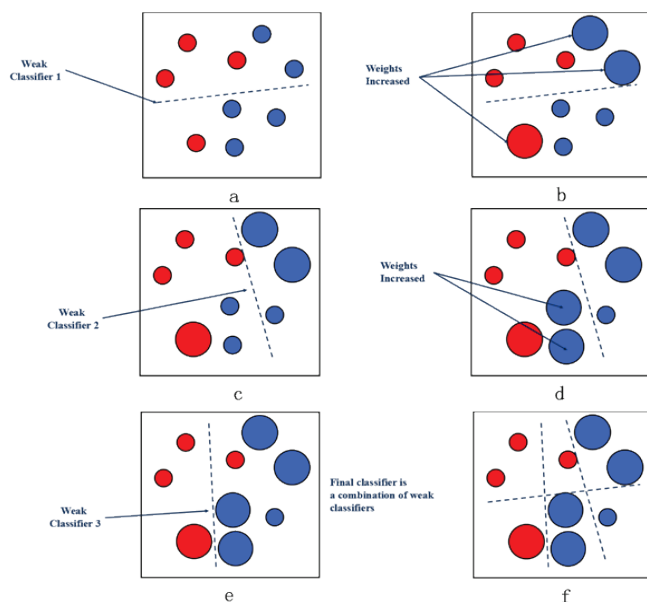 Weak
Classifier 1
Weights
Increased
a
b
Weak
Classifier 2
Weights
Increased
c
d
Weak
Classifier 3
Final classifier is
a combination of weak
classifiers
e
f